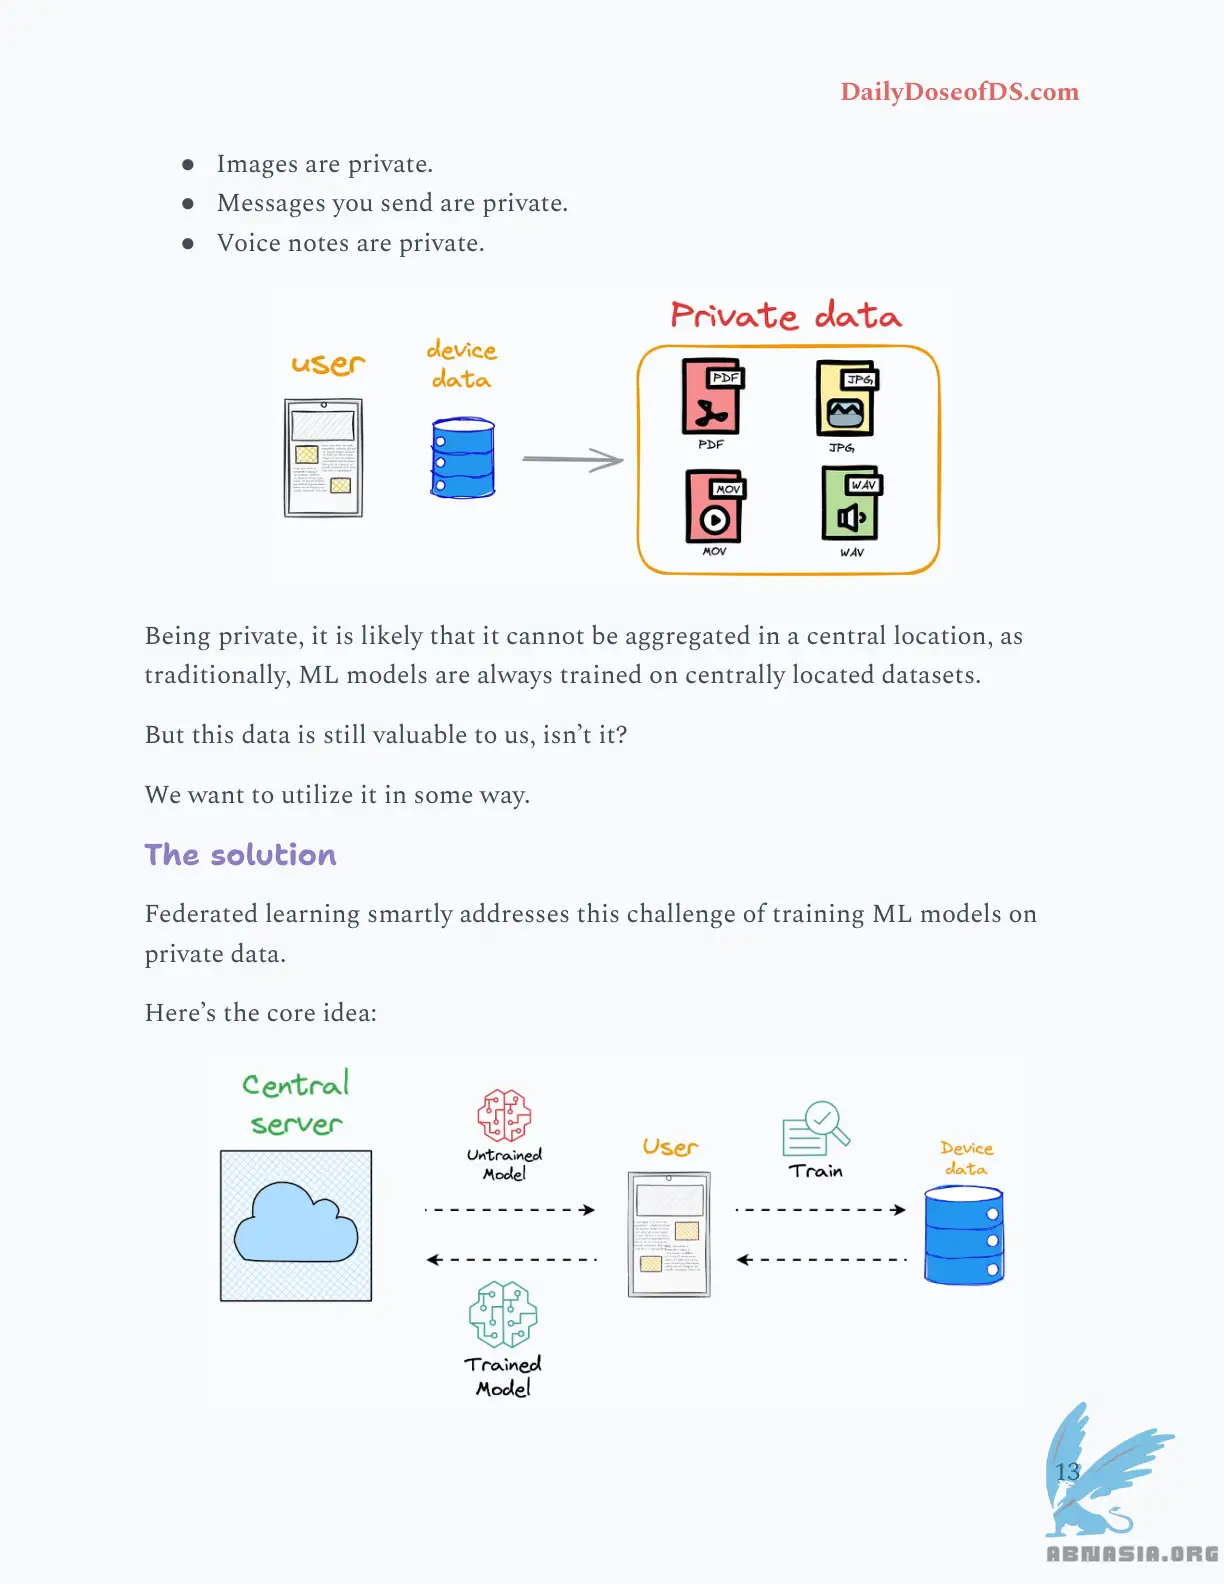 DailyDoseofDS.com
● Images are private.
● Messages you send are private.
● Voice notes are private.
Private data
user
device
data
PDF
PDF
JPG
JPG
MOV
MOV
WAV
WAV
Being private, it is likely that it cannot be aggregated in a central location, as
traditionally, ML models are always trained on centrally located datasets.
But this data is still valuable to us, isn’t it?
We want to utilize it in some way.
The solution
Federated learning smartly addresses this challenge of training ML models on
private data.
Here’s the core idea:
Central
server
Untrained
Model
User
Train
Device
data
Trained
Model
13
ABNASIA.ORG